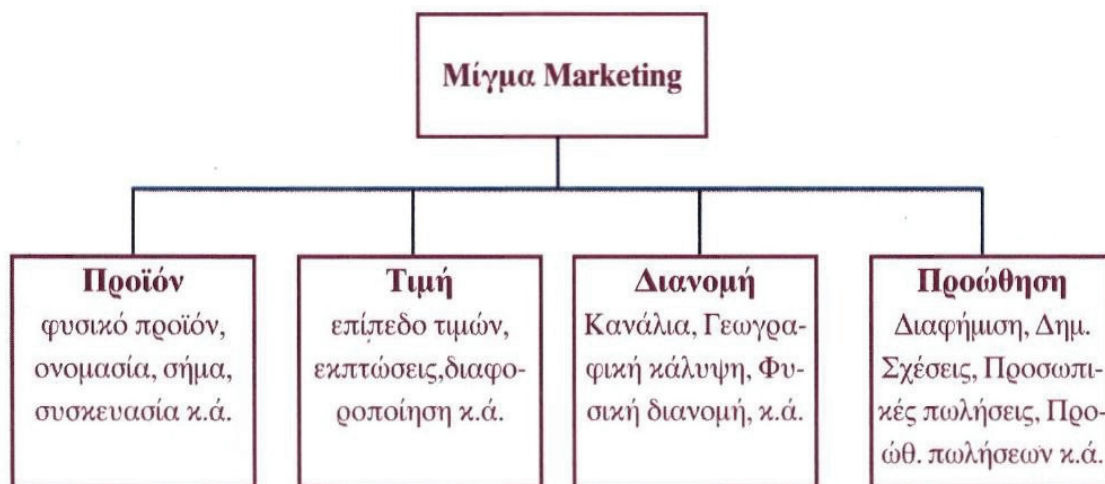 Μίγμα Marketing
Προϊόν
φυσικό προϊόν,
ονομασία, σήμα,
συσκευασία κ.ά.
Τιμή
επίπεδο τιμών,
εκπτώσεις,διαφο-
ροποίηση κ.ά.
Διανομή
Κανάλια, Γεωγρα-
φική κάλυψη, Φυ-
σική διανομή, κ.ά.
Προώθηση
Διαφήμιση, Δημ.
Σχέσεις, Προσωπι-
κές πωλήσεις, Προ-
ώθ. πωλήσεων κ.ά.